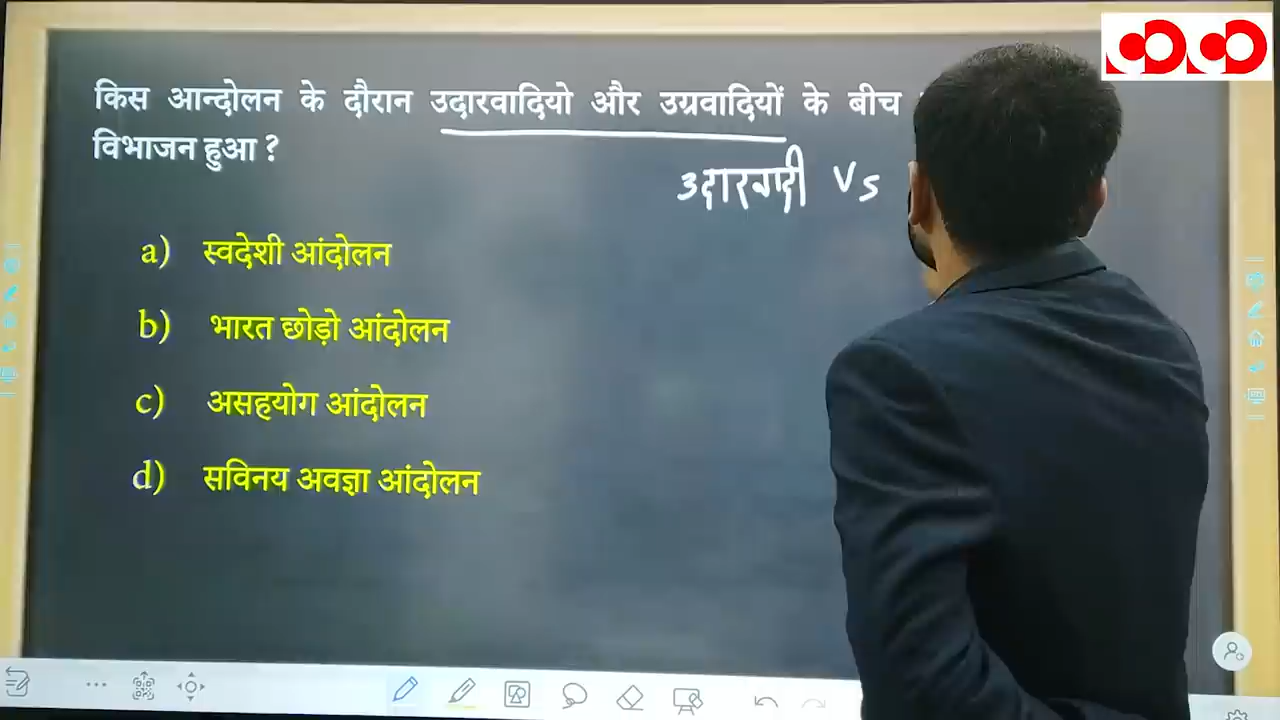 किस आन्दोलन के दौरान उदारवादियो और उग्रवादियों के बीच
विभाजन हुआ ?
उदारवादी vs
a) स्वदेशी आंदोलन
b) भारत छोड़ो आंदोलन
c) असहयोग आंदोलन
d) सविनय अवज्ञा आंदोलन